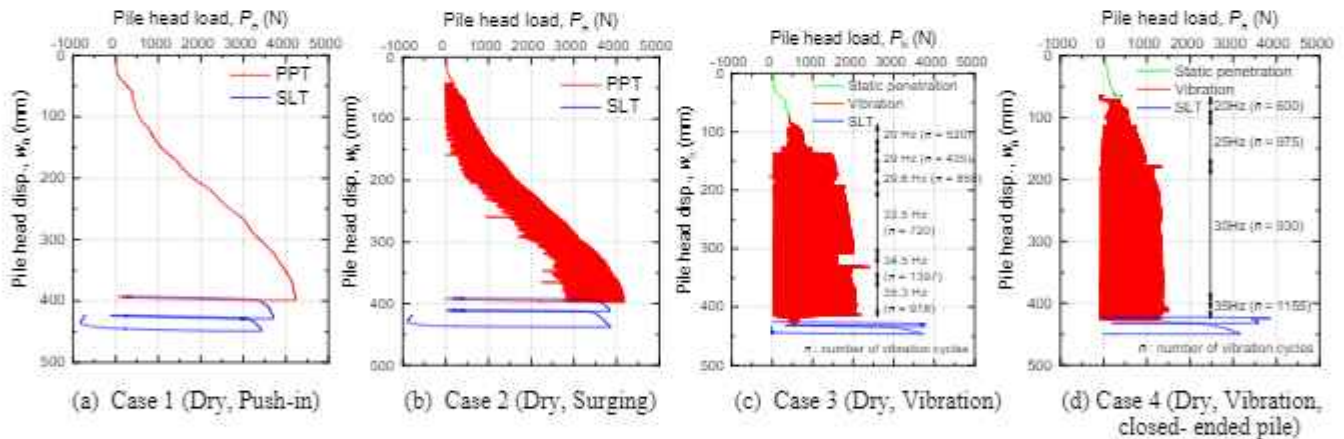 Pile head load, Pₕ (N)
-1000 0 1000 2000 3000 4000 5000
0
100
200
300
400
500
Pile head disp., wₕ (mm)
PPT
SLT
(a) Case 1 (Dry, Push-in)
Pile head load, Pₕ (N)
-1000 0 1000 2000 3000 4000 5000
0
100
200
300
400
500
Pile head disp., wₕ (mm)
PPT
SLT
(b) Case 2 (Dry, Surging)
Pile head load, Pₕ (N)
-1000 0 1000 2000 3000 4000 5000
0
100
200
300
400
500
Pile head disp., wₕ (mm)
Static penetration
Vibration
SLT
(n = 720)
n : number of vibration cycles
(c) Case 3 (Dry, Vibration)
Pile head load, Pₕ (N)
-1000 0 1000 2000 3000 4000 5000
0
100
200
300
400
500
Pile head disp., wₕ (mm)
Static penetration
Vibration
SLT
20Hz (n = 600)
25Hz (n = 975)
30Hz (n = 930)
35Hz (n = 1155)
n : number of vibration cycles
(d) Case 4 (Dry, Vibration,
closed- ended pile)